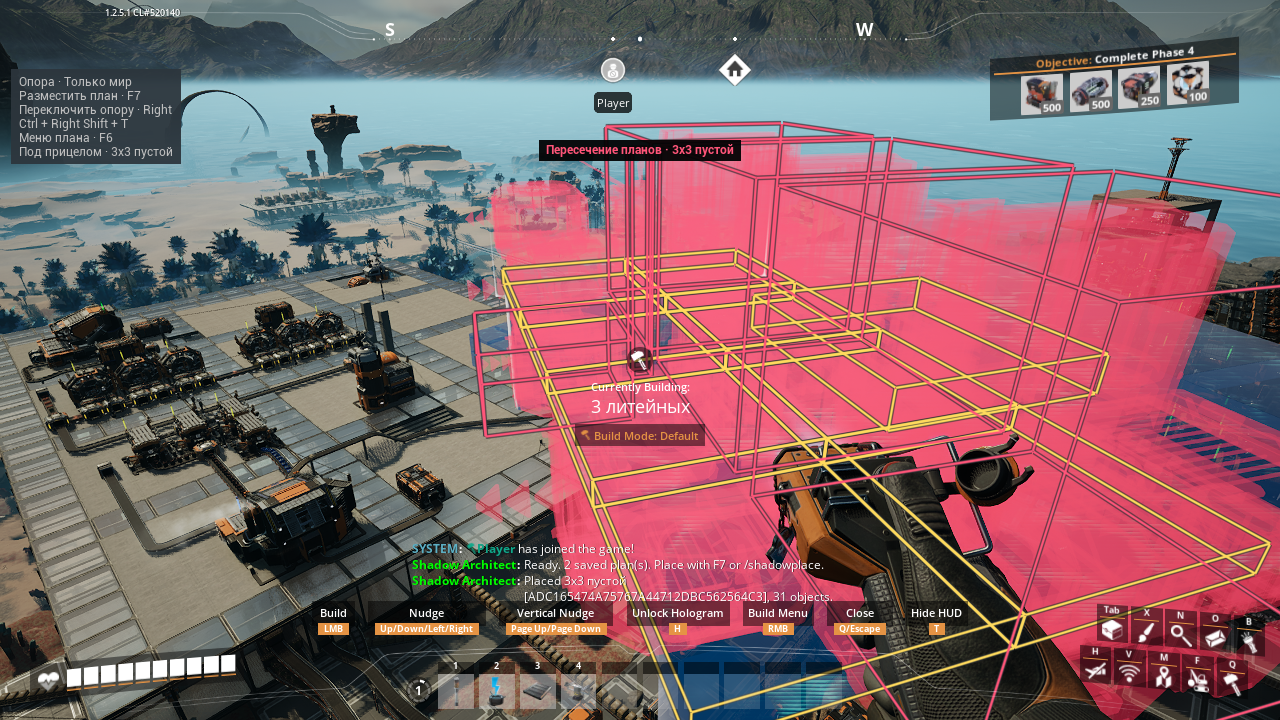 1.2.5.1 CL#520140
S
W
Опора · Только мир
Разместить план · F7
Переключить опору · Right
Ctrl + Right Shift + T
Меню плана · F6
Под прицелом · 3x3 пустой
Player
Objective: Complete Phase 4
500
500
250
100
Пересечение планов · 3x3 пустой
Currently Building:
3 литейных
Build Mode: Default
SYSTEM: Player has joined the game!
Shadow Architect: Ready. 2 saved plan(s). Place with F7 or /shadowplace.
Shadow Architect: Placed 3x3 пустой
[ADC165474A75767A44712DBC562564C3], 31 objects.
Build
LMB
Nudge
Up/Down/Left/Right
Vertical Nudge
Page Up/Page Down
Unlock Hologram
H
Build Menu
RMB
Close
Q/Escape
Hide HUD
T
Tab
X
N
O
B
H
V
M
F
Q
1
1
2
3
4